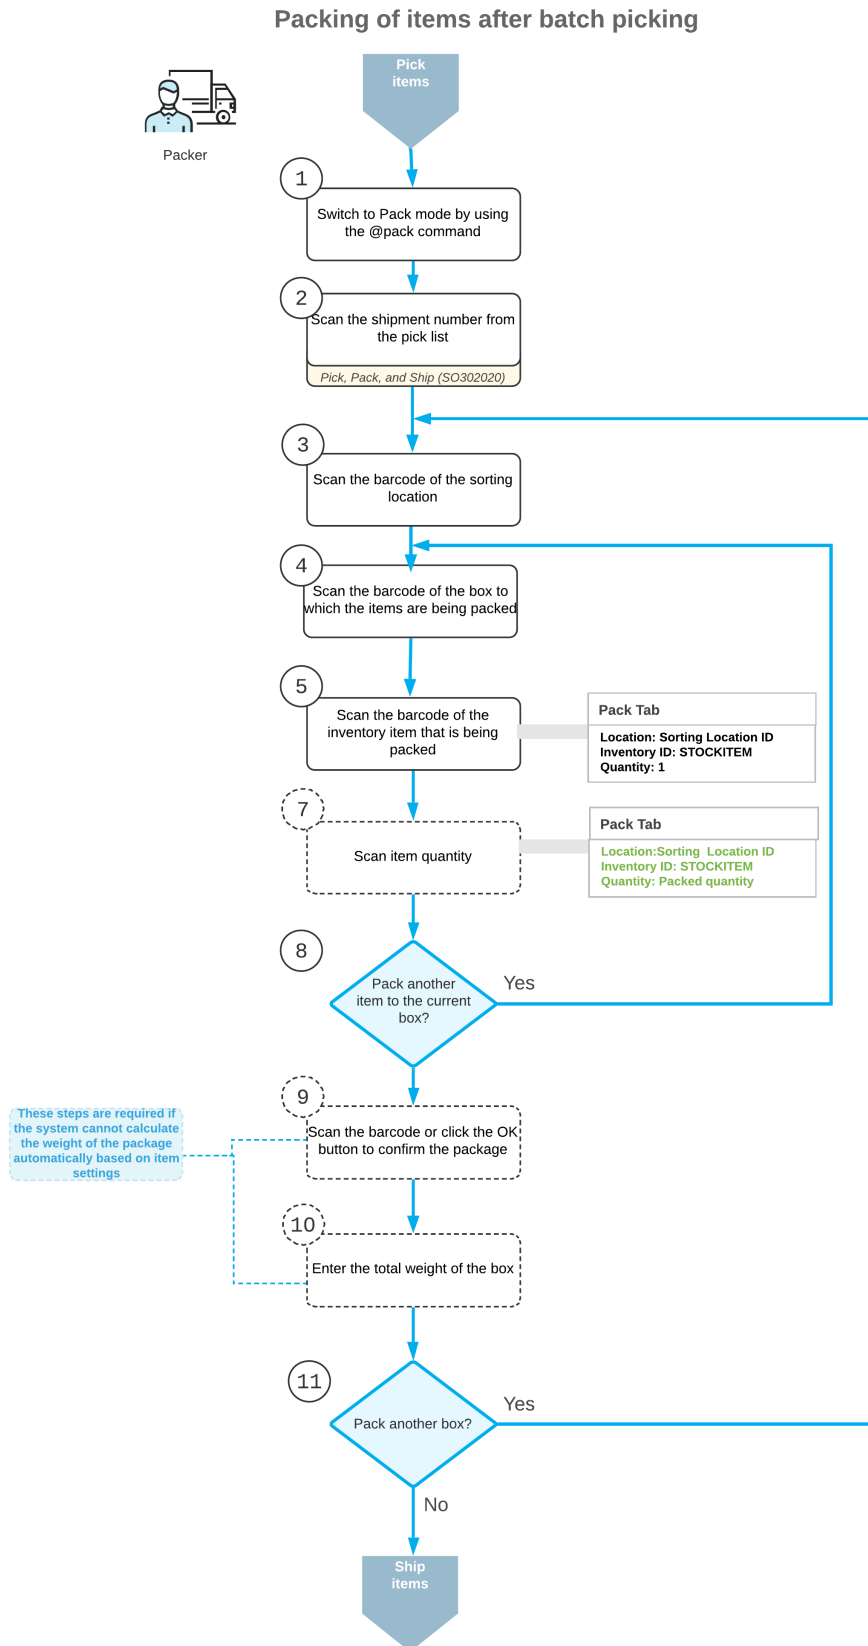 Packing of items after batch picking
Pick
items
Packer
1
Switch to Pack mode by using
the @pack command
2
Scan the shipment number from
the pick list
Pick, Pack, and Ship (SO302020)
3
Scan the barcode of the sorting
location
4
Scan the barcode of the box to
which the items are being packed
5
Scan the barcode of the
inventory item that is being
packed
Pack Tab
Location: Sorting Location ID
Inventory ID: STOCKITEM
Quantity: 1
7
Scan item quantity
Pack Tab
Location:Sorting  Location ID
Inventory ID: STOCKITEM
Quantity: Packed quantity
8
Pack another
item to the current
box?
Yes
9
Scan the barcode or click the OK
button to confirm the package
These steps are required if
the system cannot calculate
the weight of the package
automatically based on item
settings
10
Enter the total weight of the box
11
Pack another box?
Yes
No
Ship
items